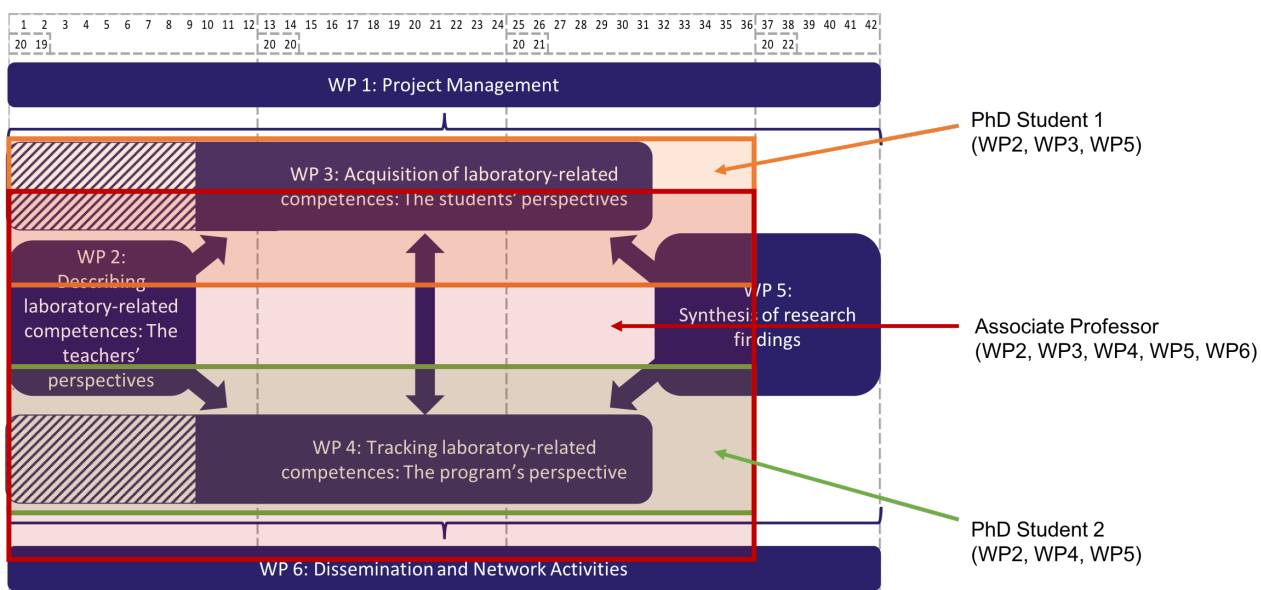 1 2 3 4 5 6 7 8 9 10 11 12 13 14 15 16 17 18 19 20 21 22 23 24 25 26 27 28 29 30 31 32 33 34 35 36 37 38 39 40 41 42
20 19 20 20 20 21 20 22
WP 1: Project Management
PhD Student 1
(WP2, WP3, WP5)
WP 3: Acquisition of laboratory-related
competences: The students' perspectives
WP 2:
Describing
laboratory-related
competences: The
teachers'
perspectives
WP 5:
Synthesis of research
findings
Associate Professor
(WP2, WP3, WP4, WP5, WP6)
WP 4: Tracking laboratory-related
competences: The program's perspective
PhD Student 2
(WP2, WP4, WP5)
WP 6: Dissemination and Network Activities